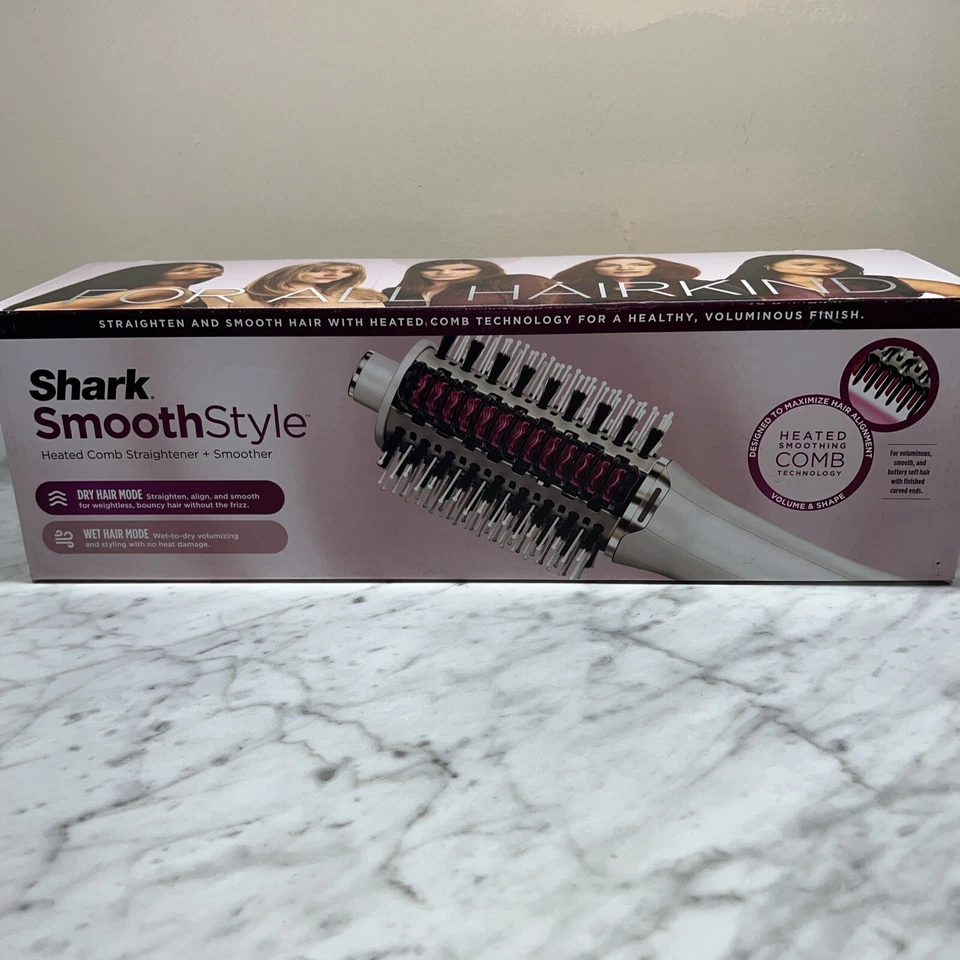 FOR ALL HAIRKIND
STRAIGHTEN AND SMOOTH HAIR WITH HEATED COMB TECHNOLOGY FOR A HEALTHY, VOLUMINOUS FINISH.
Shark.
SmoothStyle™
Heated Comb Straightener + Smoother
DRY HAIR MODE Straighten, align, and smooth
for weightless, bouncy hair without the frizz.
WET HAIR MODE Wet-to-dry volumizing
and styling with no heat damage.
DESIGNED TO MAXIMIZE HAIR ALIGNMENT
HEATED
SMOOTHING
COMB
TECHNOLOGY
VOLUME & SHAPE
For voluminous,
smooth, and
buttery soft hair
with finished
curved ends.